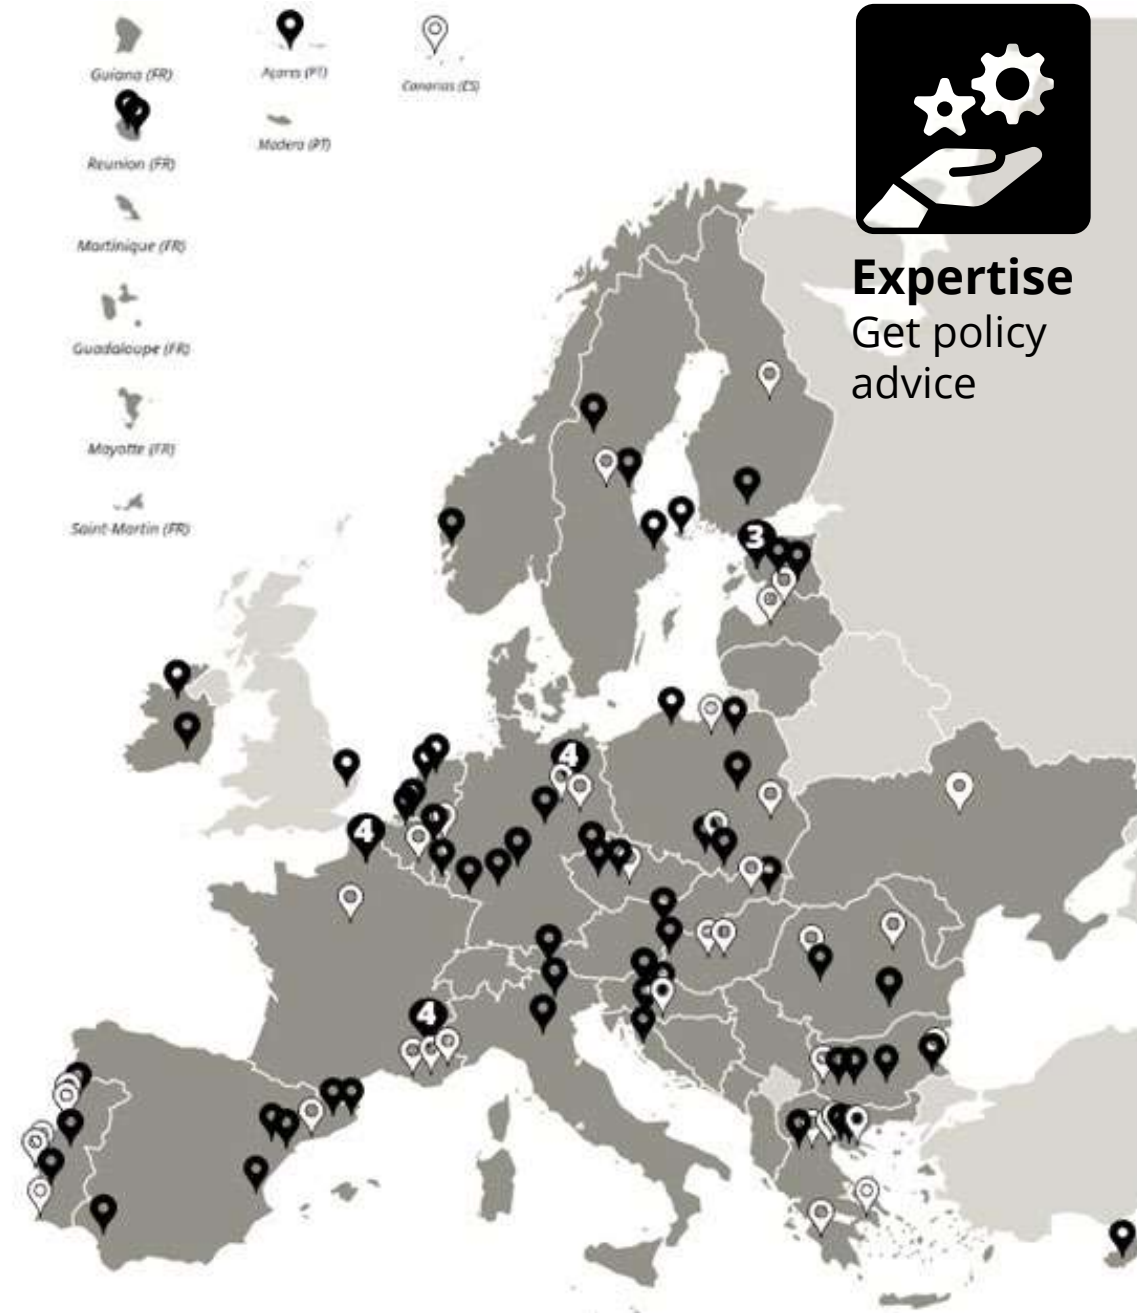 Guiana (FR)
Açores (PT)
Canarias (ES)
Reunion (FR)
Madera (PT)
Martinique (FR)
Guadaloupe (FR)
Mayotte (FR)
Saint-Martin (FR)
Expertise
Get policy
advice
3
4
4
4